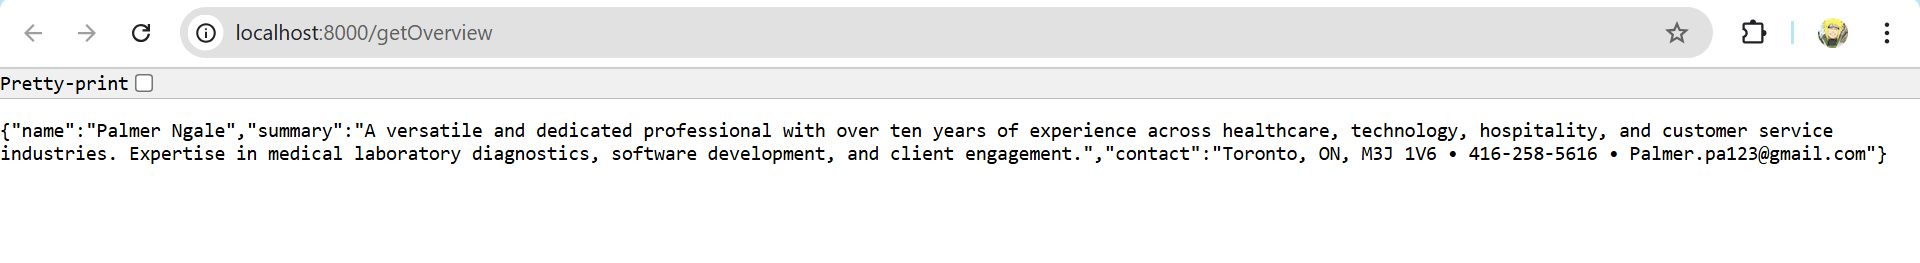 localhost:8000/getOverview
Pretty-print
{"name":"Palmer Ngale","summary":"A versatile and dedicated professional with over ten years of experience across healthcare, technology, hospitality, and customer service
industries. Expertise in medical laboratory diagnostics, software development, and client engagement.","contact":"Toronto, ON, M3J 1V6 • 416-258-5616 • Palmer.pa123@gmail.com"}